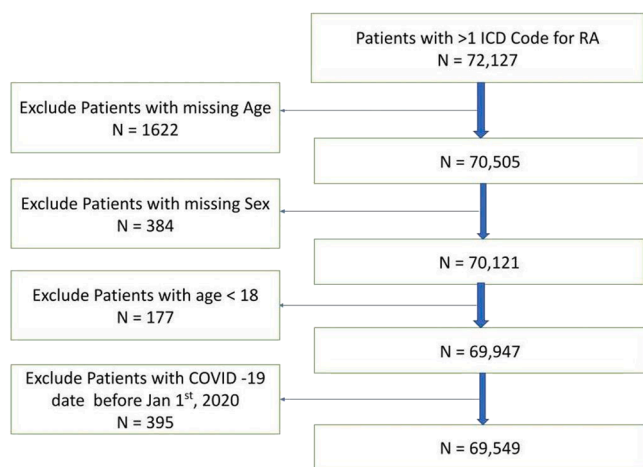 Patients with >1 ICD Code for RA
N = 72,127
Exclude Patients with missing Age
N = 1622
N = 70,505
Exclude Patients with missing Sex
N = 384
N = 70,121
Exclude Patients with age < 18
N = 177
N = 69,947
Exclude Patients with COVID -19
date before Jan 1st, 2020
N = 395
N = 69,549